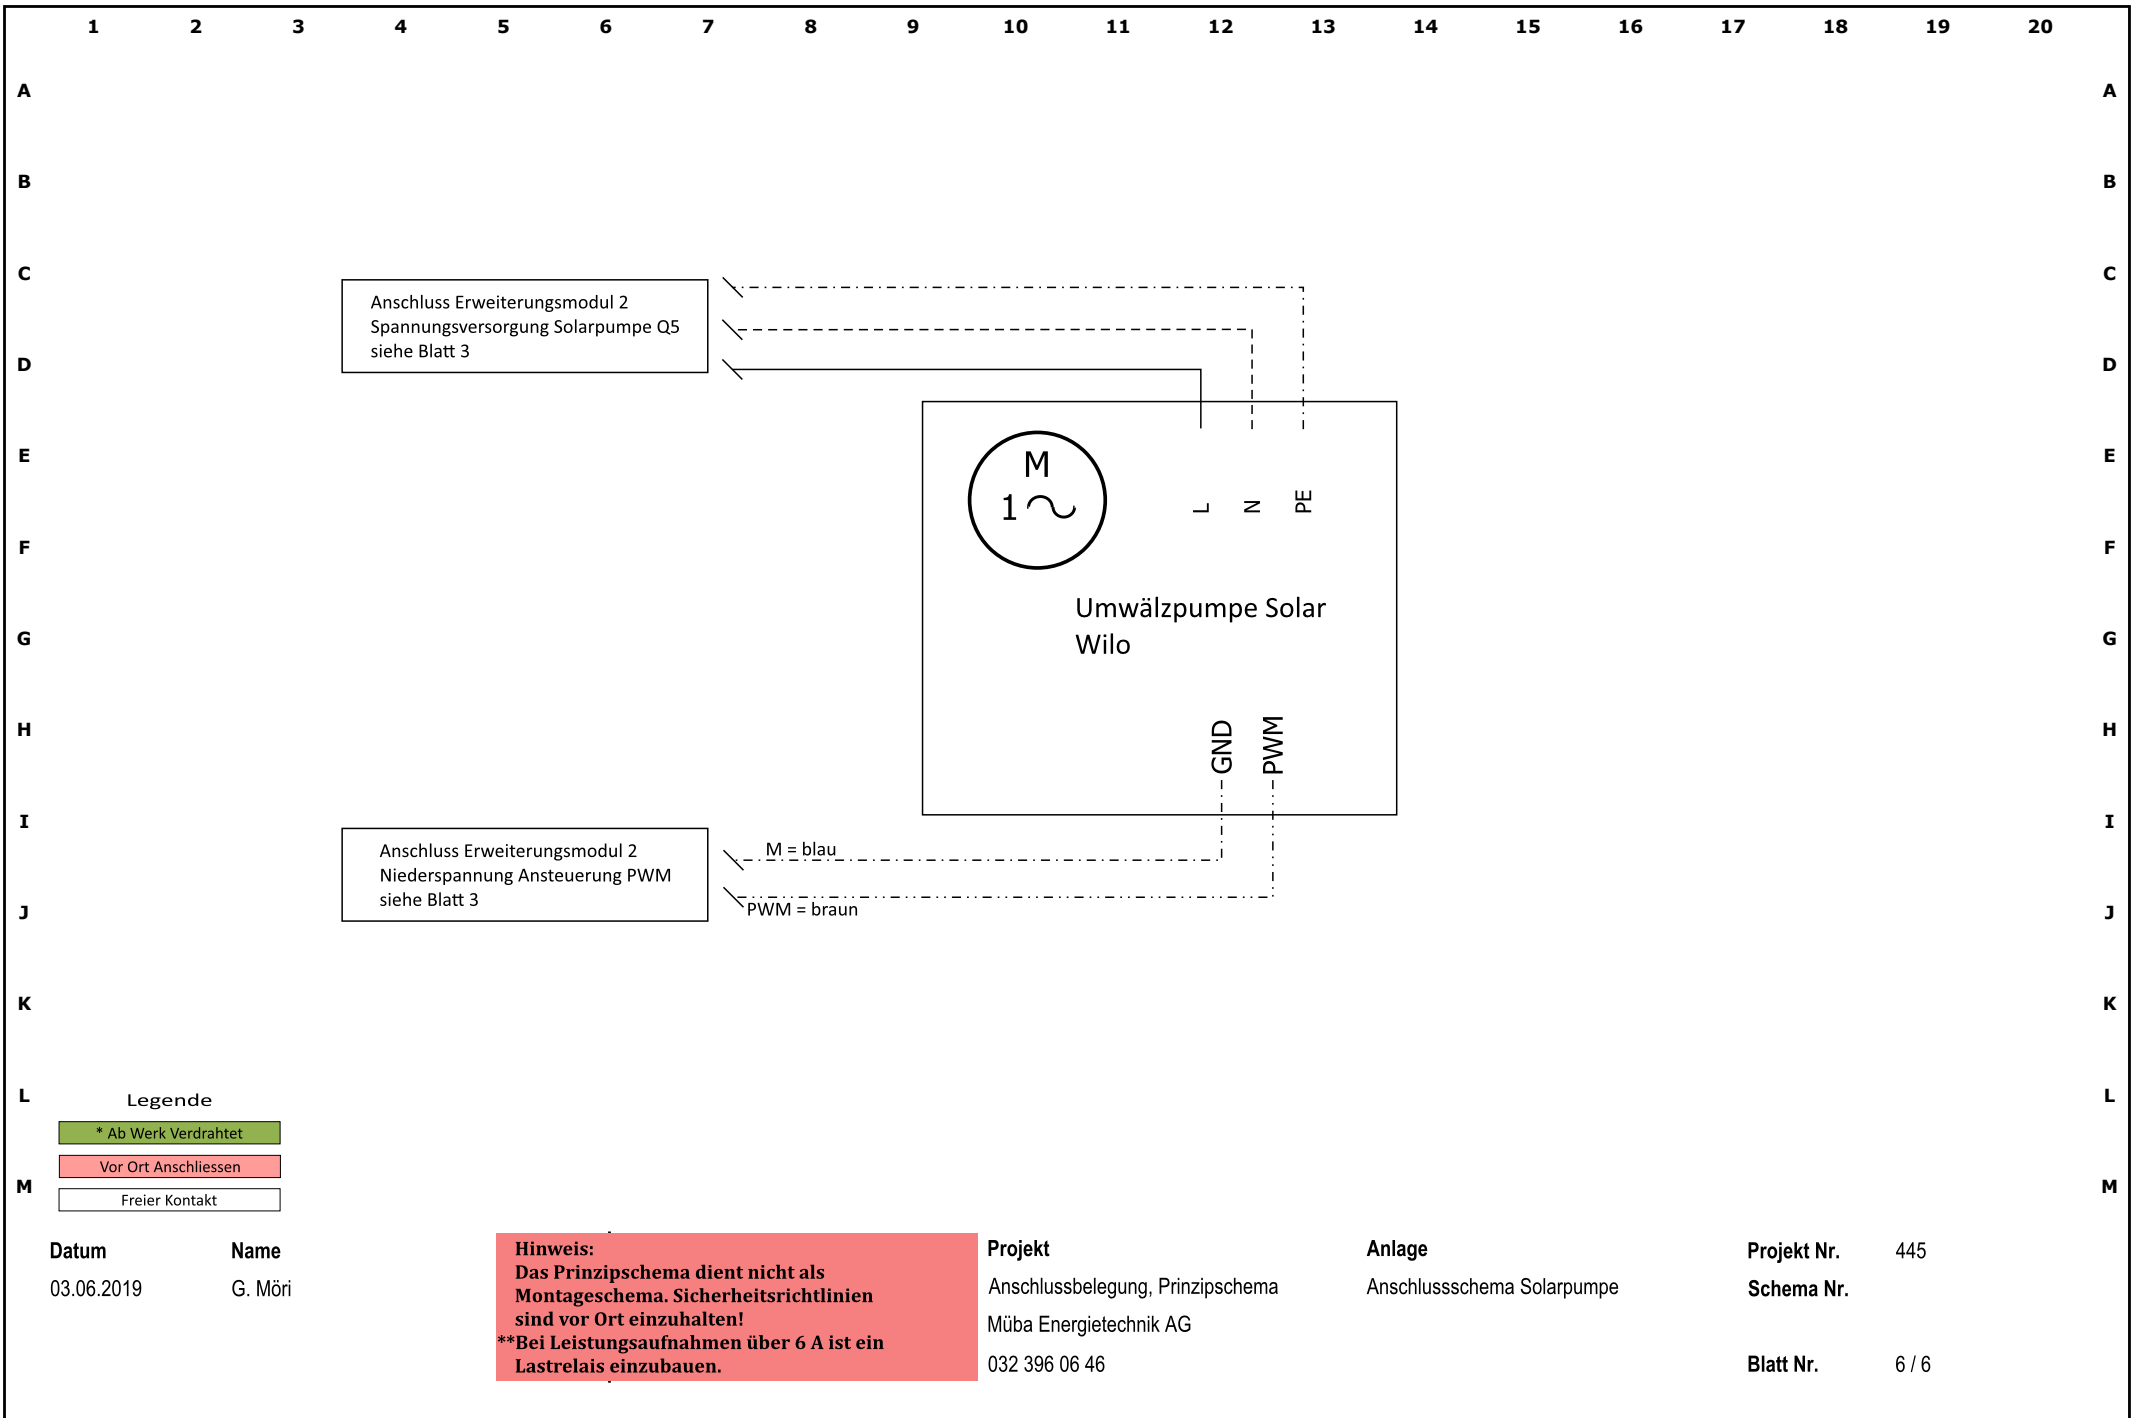 1 2 3 4 5 6 7 8 9 10 11 12 13 14 15 16 17 18 19 20
A A
B B
C C
Anschluss Erweiterungsmodul 2
Spannungsversorgung Solarpumpe Q5
siehe Blatt 3
D D
E E
M
1
L N PE
F F
Umwälzpumpe Solar
Wilo
G G
H H
GND PWM
I I
Anschluss Erweiterungsmodul 2
Niederspannung Ansteuerung PWM
siehe Blatt 3
M = blau
PWM = braun
J J
K K
L L
Legende
* Ab Werk Verdrahtet
Vor Ort Anschliessen
Freier Kontakt
M M
Datum Name
03.06.2019 G. Möri
Hinweis:
Das Prinzipschema dient nicht als
Montageschema. Sicherheitsrichtlinien
sind vor Ort einzuhalten!
**Bei Leistungsaufnahmen über 6 A ist ein
Lastrelais einzubauen.
Projekt
Anschlussbelegung, Prinzipschema
Müba Energietechnik AG
032 396 06 46
Anlage
Anschlussschema Solarpumpe
Projekt Nr. 445
Schema Nr.
Blatt Nr. 6 / 6